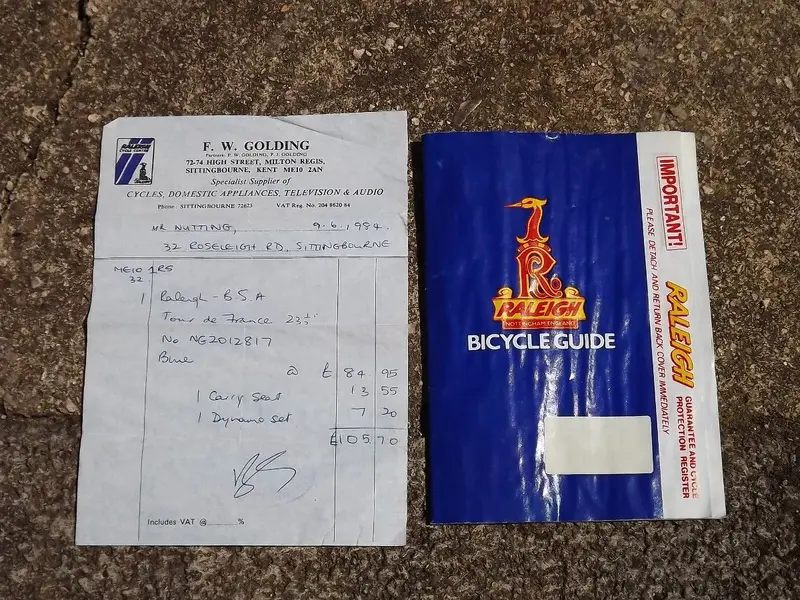 RALEIGH
CYCLE CENTRE
F. W. GOLDING
Partners: F. W. GOLDING, P. J. GOLDING
72-74 HIGH STREET, MILTON REGIS,
SITTINGBOURNE, KENT ME10 2AN
Specialist Supplier of
CYCLES, DOMESTIC APPLIANCES, TELEVISION & AUDIO
Phone: SITTINGBOURNE 72623 VAT Reg. No. 204 8620 84
MR NUTTING, 9.6.1984.
32 ROSELEIGH RD, SITTINGBOURNE
ME10 1RS
32
1 Raleigh - BSA
Tour de France 23½"
No NG2012817
Blue
@ £ 84 95
1 Carry Seat 13 55
1 Dynamo set 7 20
£105 70
Includes VAT @ %
R
RALEIGH
NOTTINGHAM ENGLAND
BICYCLE GUIDE
IMPORTANT!
PLEASE DETACH AND RETURN BACK COVER IMMEDIATELY
RALEIGH
GUARANTEE AND CYCLE
PROTECTION REGISTER